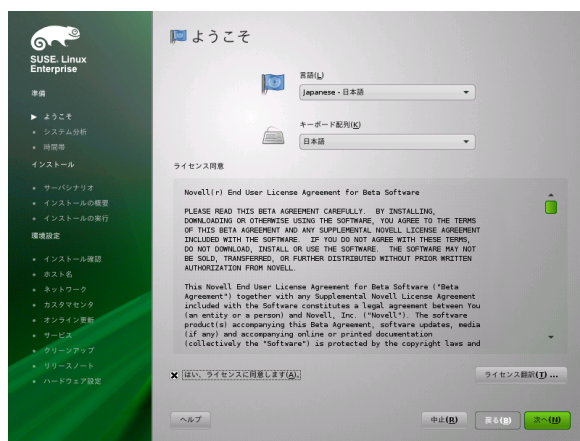 SUSE. Linux
Enterprise
準備
ようこそ
システム分析
時間帯
インストール
サーバシナリオ
インストールの概要
インストールの実行
環境設定
インストール確認
ホスト名
ネットワーク
カスタマセンタ
オンライン更新
サービス
クリーンアップ
リリースノート
ハードウェア設定
ようこそ
言語(L)
Japanese - 日本語
キーボード配列(K)
日本語
ライセンス同意
Novell(r) End User License Agreement for Beta Software
PLEASE READ THIS BETA AGREEMENT CAREFULLY. BY INSTALLING,
DOWNLOADING OR OTHERWISE USING THE SOFTWARE, YOU AGREE TO THE TERMS
OF THIS BETA AGREEMENT AND ANY SUPPLEMENTAL NOVELL LICENSE AGREEMENT
INCLUDED WITH THE SOFTWARE. IF YOU DO NOT AGREE WITH THESE TERMS,
DO NOT DOWNLOAD, INSTALL OR USE THE SOFTWARE. THE SOFTWARE MAY NOT
BE SOLD, TRANSFERRED, OR FURTHER DISTRIBUTED WITHOUT PRIOR WRITTEN
AUTHORIZATION FROM NOVELL.
This Novell End User License Agreement for Beta Software ("Beta
Agreement") together with any Supplemental Novell License Agreement
included with the Software constitutes a legal agreement between You
(an entity or a person) and Novell, Inc. ("Novell"). The software
product(s) accompanying this Beta Agreement, software updates, media
(if any) and accompanying online or printed documentation
(collectively the "Software") is protected by the copyright laws and
はい、ライセンスに同意します(A)。
ライセンス翻訳(T) ...
ヘルプ
中止(R)
戻る(B)
次へ(N)